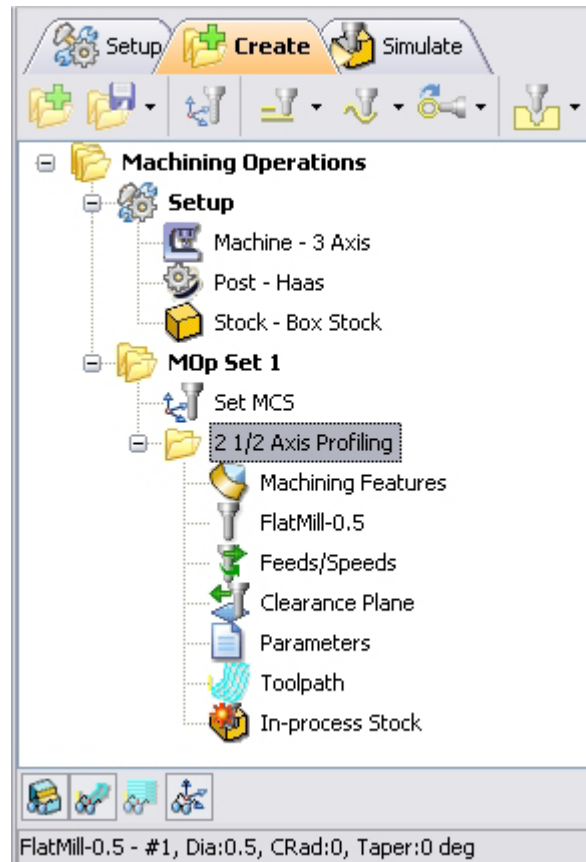 Setup Create Simulate
Machining Operations
Setup
Machine - 3 Axis
Post - Haas
Stock - Box Stock
MOp Set 1
Set MCS
2 1/2 Axis Profiling
Machining Features
FlatMill-0.5
Feeds/Speeds
Clearance Plane
Parameters
Toolpath
In-process Stock
FlatMill-0.5 - #1, Dia:0.5, CRad:0, Taper:0 deg